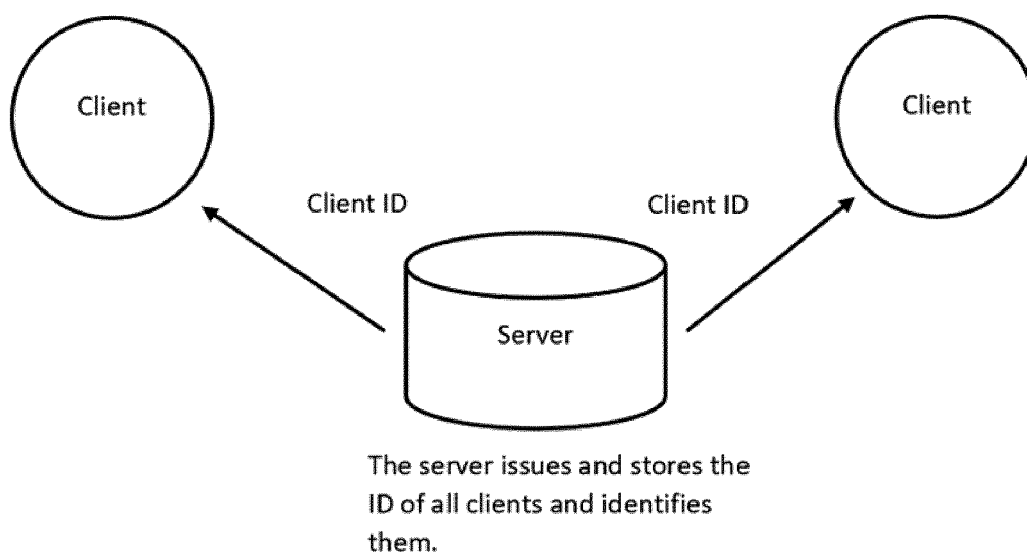 Client
Client
Client ID
Client ID
Server
The server issues and stores the
ID of all clients and identifies
them.